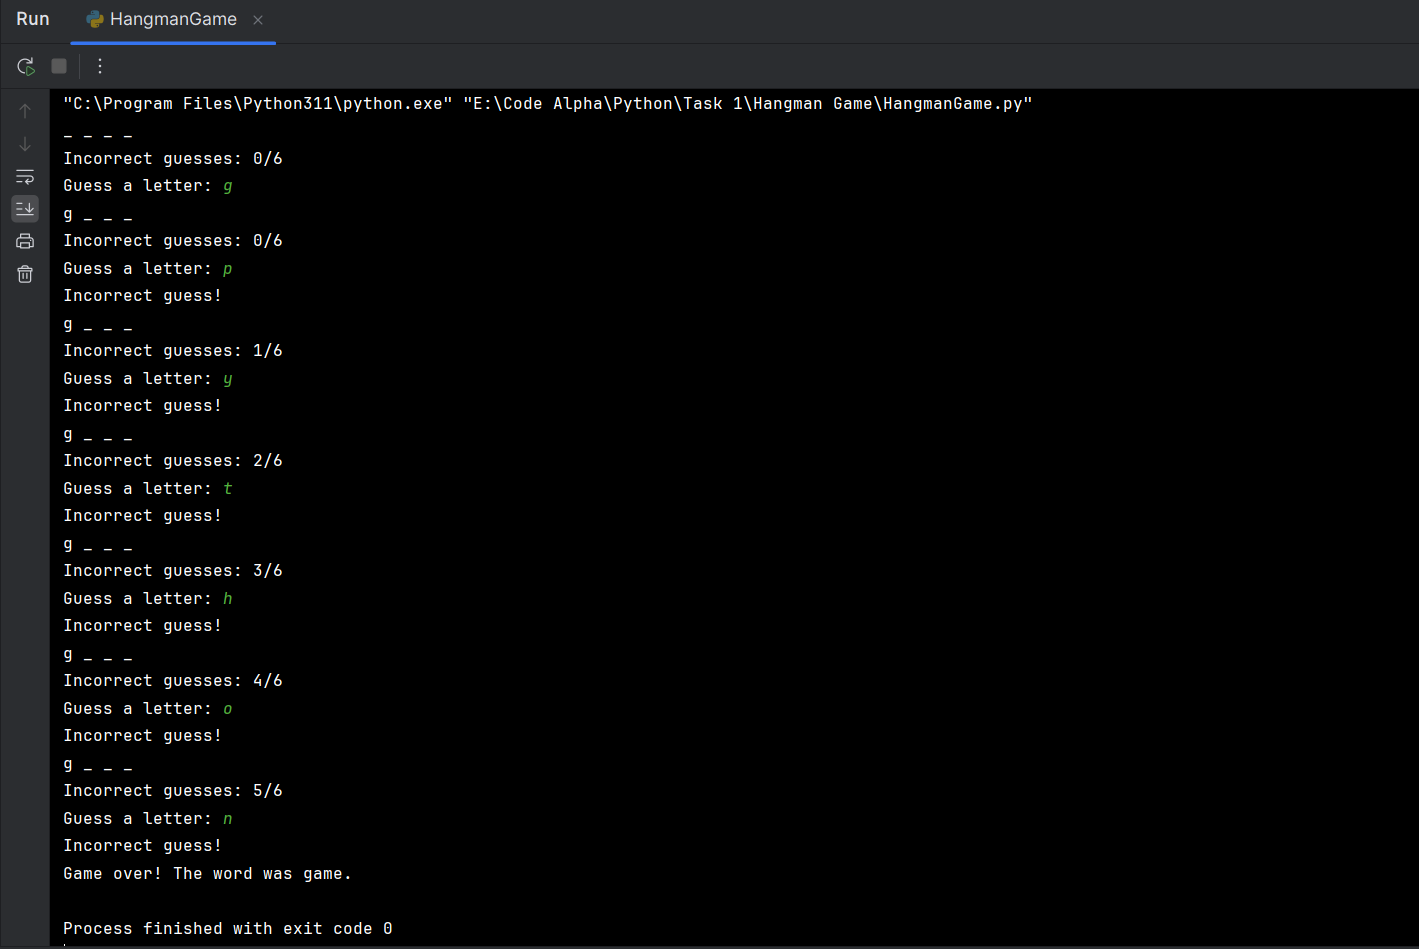 Run HangmanGame
"C:\Program Files\Python311\python.exe" "E:\Code Alpha\Python\Task 1\Hangman Game\HangmanGame.py"
_ _ _ _
Incorrect guesses: 0/6
Guess a letter: g
g _ _ _
Incorrect guesses: 0/6
Guess a letter: p
Incorrect guess!
g _ _ _
Incorrect guesses: 1/6
Guess a letter: y
Incorrect guess!
g _ _ _
Incorrect guesses: 2/6
Guess a letter: t
Incorrect guess!
g _ _ _
Incorrect guesses: 3/6
Guess a letter: h
Incorrect guess!
g _ _ _
Incorrect guesses: 4/6
Guess a letter: o
Incorrect guess!
g _ _ _
Incorrect guesses: 5/6
Guess a letter: n
Incorrect guess!
Game over! The word was game.
Process finished with exit code 0